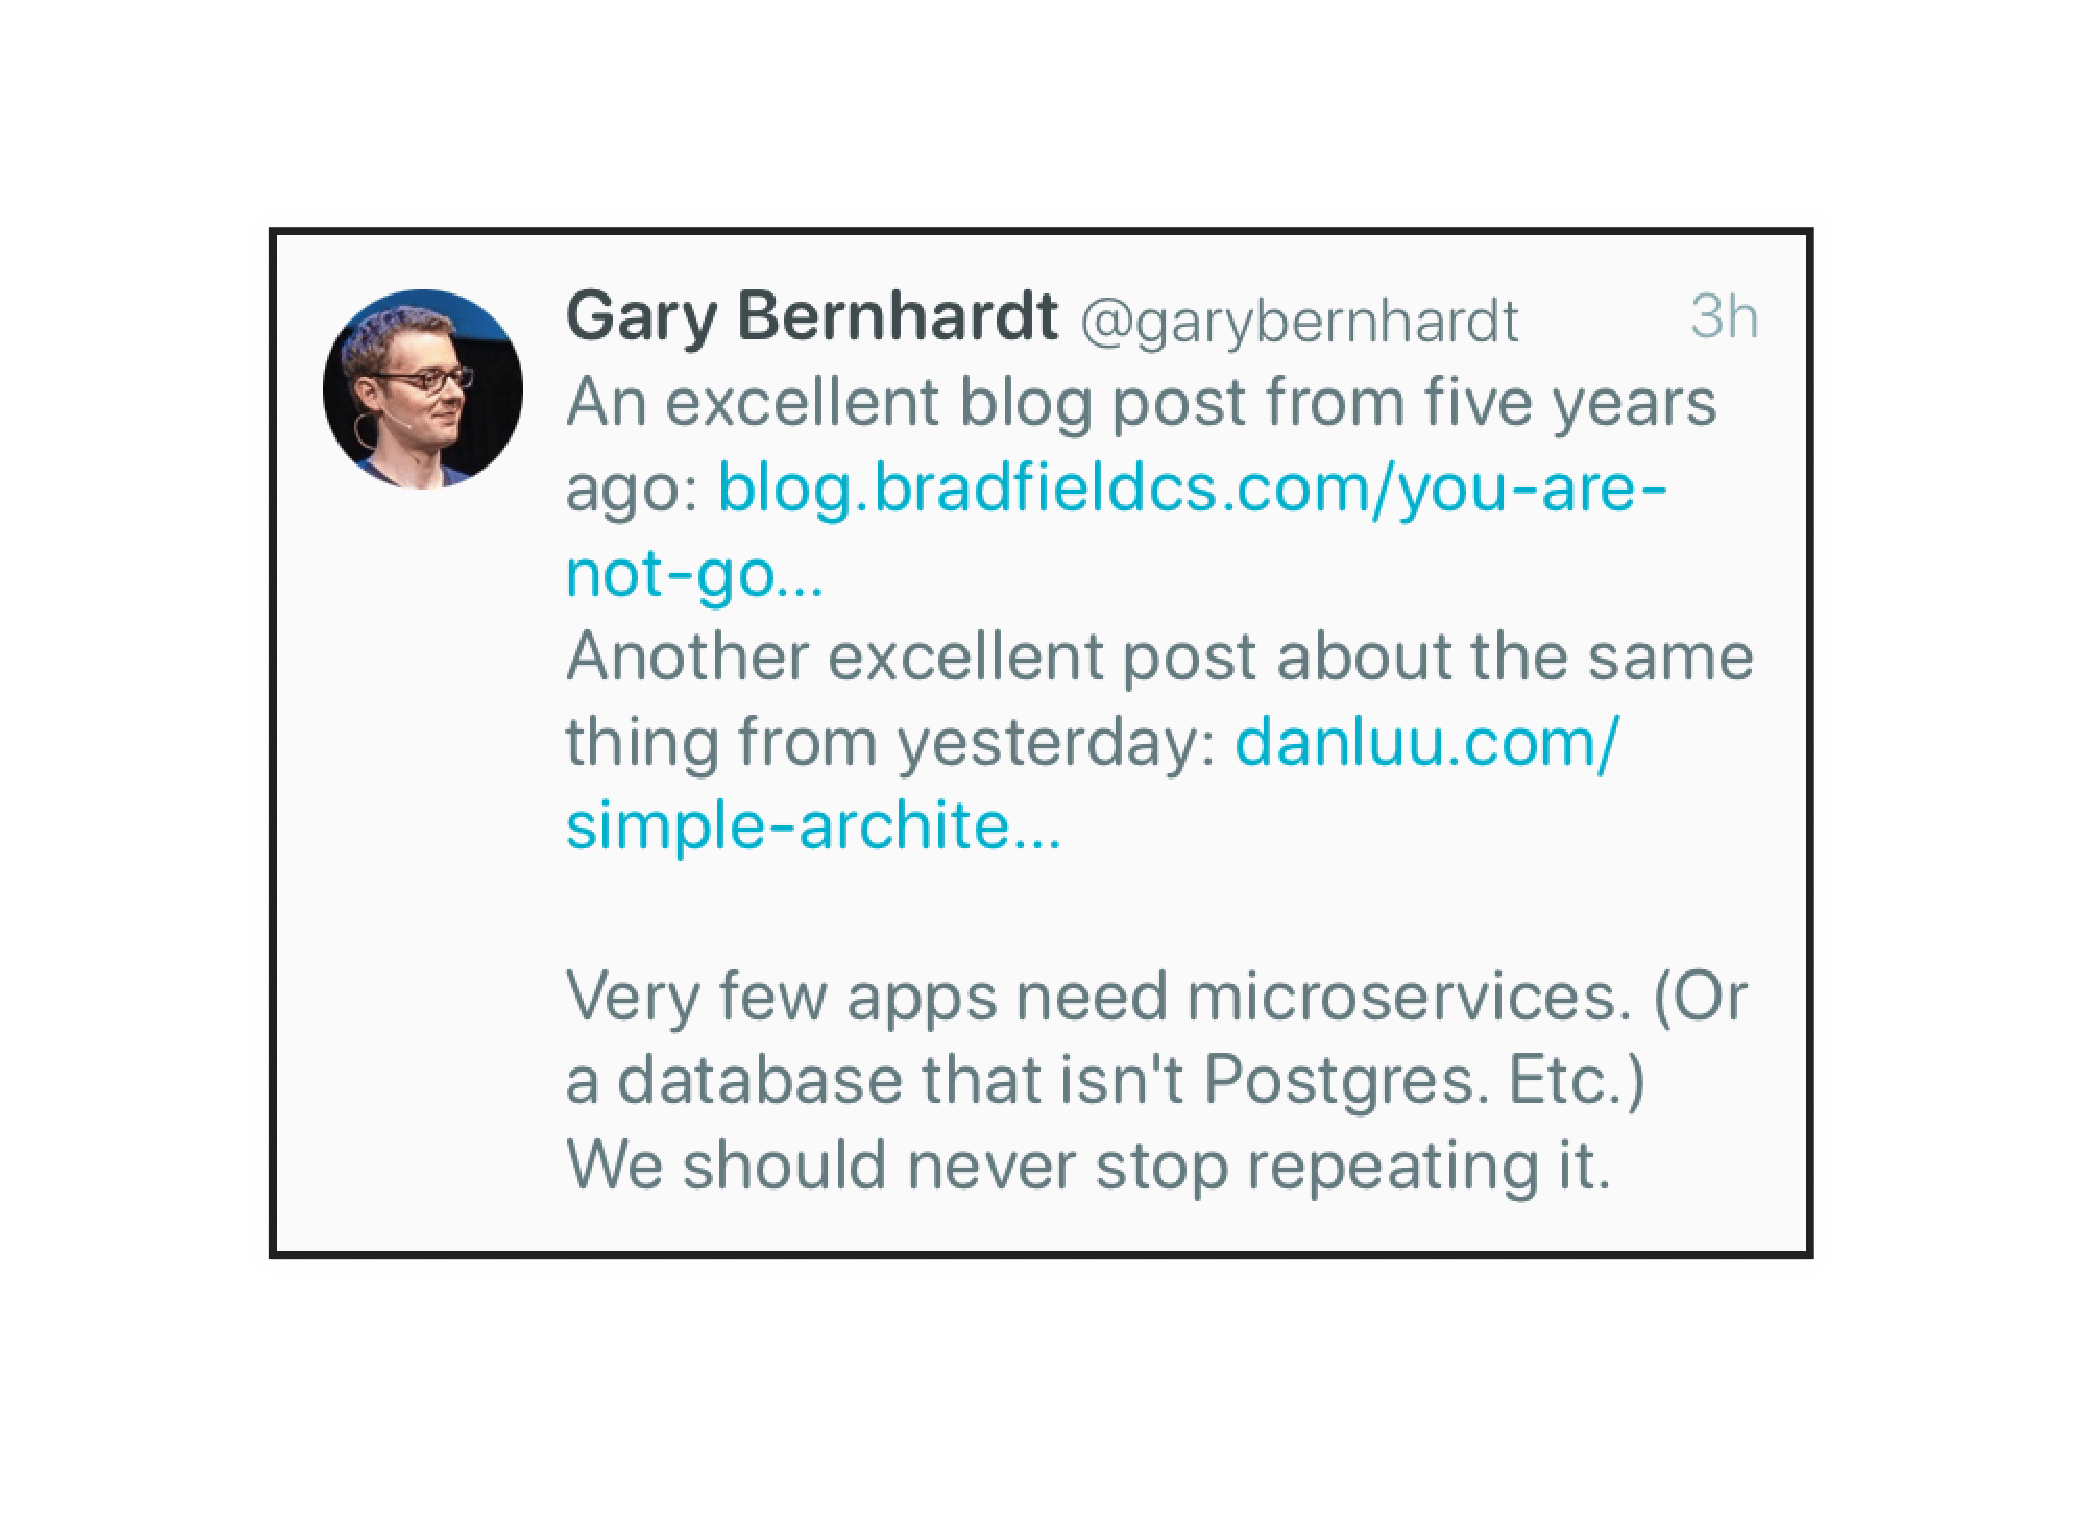 Gary Bernhardt @garybernhardt 3h
An excellent blog post from five years
ago: blog.bradfieldcs.com/you-are-
not-go...
Another excellent post about the same
thing from yesterday: danluu.com/
simple-archite...
Very few apps need microservices. (Or
a database that isn't Postgres. Etc.)
We should never stop repeating it.